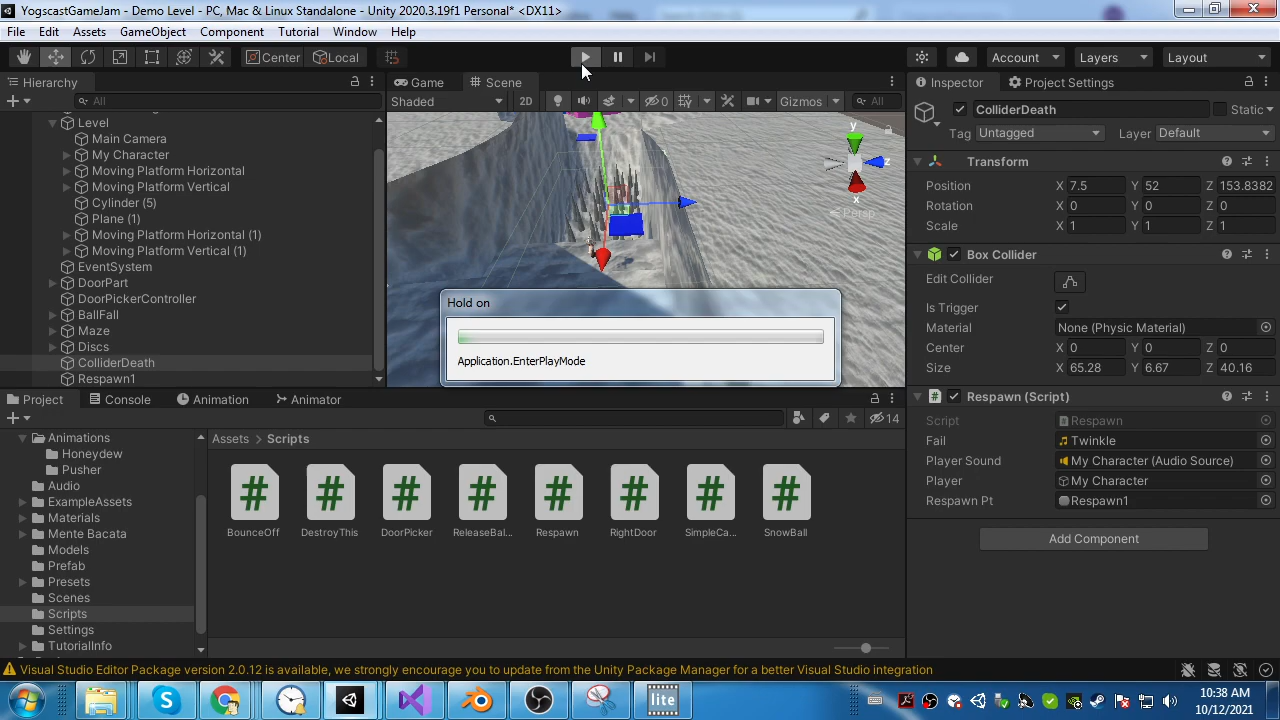 YogscastGameJam - Demo Level - PC, Mac & Linux Standalone - Unity 2020.3.19f1 Personal* <DX11>
File Edit Assets GameObject Component Tutorial Window Help
Center Local Account Layers Layout
Hierarchy
All
Level
Main Camera
My Character
Moving Platform Horizontal
Moving Platform Vertical
Cylinder (5)
Plane (1)
Moving Platform Horizontal (1)
Moving Platform Vertical (1)
EventSystem
DoorPart
DoorPickerController
BallFall
Maze
Discs
ColliderDeath
Respawn1
Game Scene
Shaded 2D 0 Gizmos All
y
z
x
Persp
Hold on
Application.EnterPlayMode
Inspector Project Settings
ColliderDeath Static
Tag Untagged Layer Default
Transform
Position X 7.5 Y 52 Z 153.8382
Rotation X 0 Y 0 Z 0
Scale X 1 Y 1 Z 1
Box Collider
Edit Collider
Is Trigger
Material None (Physic Material)
Center X 0 Y 0 Z 0
Size X 65.28 Y 6.67 Z 40.16
# Respawn (Script)
Script Respawn
Fail Twinkle
Player Sound My Character (Audio Source)
Player My Character
Respawn Pt Respawn1
Add Component
Project Console Animation Animator
14
Animations
Honeydew
Pusher
Audio
ExampleAssets
Materials
Mente Bacata
Models
Prefab
Presets
Scenes
Scripts
Settings
TutorialInfo
Assets > Scripts
# # # # # # # #
BounceOff DestroyThis DoorPicker ReleaseBal... Respawn RightDoor SimpleCa... SnowBall
Visual Studio Editor Package version 2.0.12 is available, we strongly encourage you to update from the Unity Package Manager for a better Visual Studio integration
S lite
10:38 AM
10/12/2021